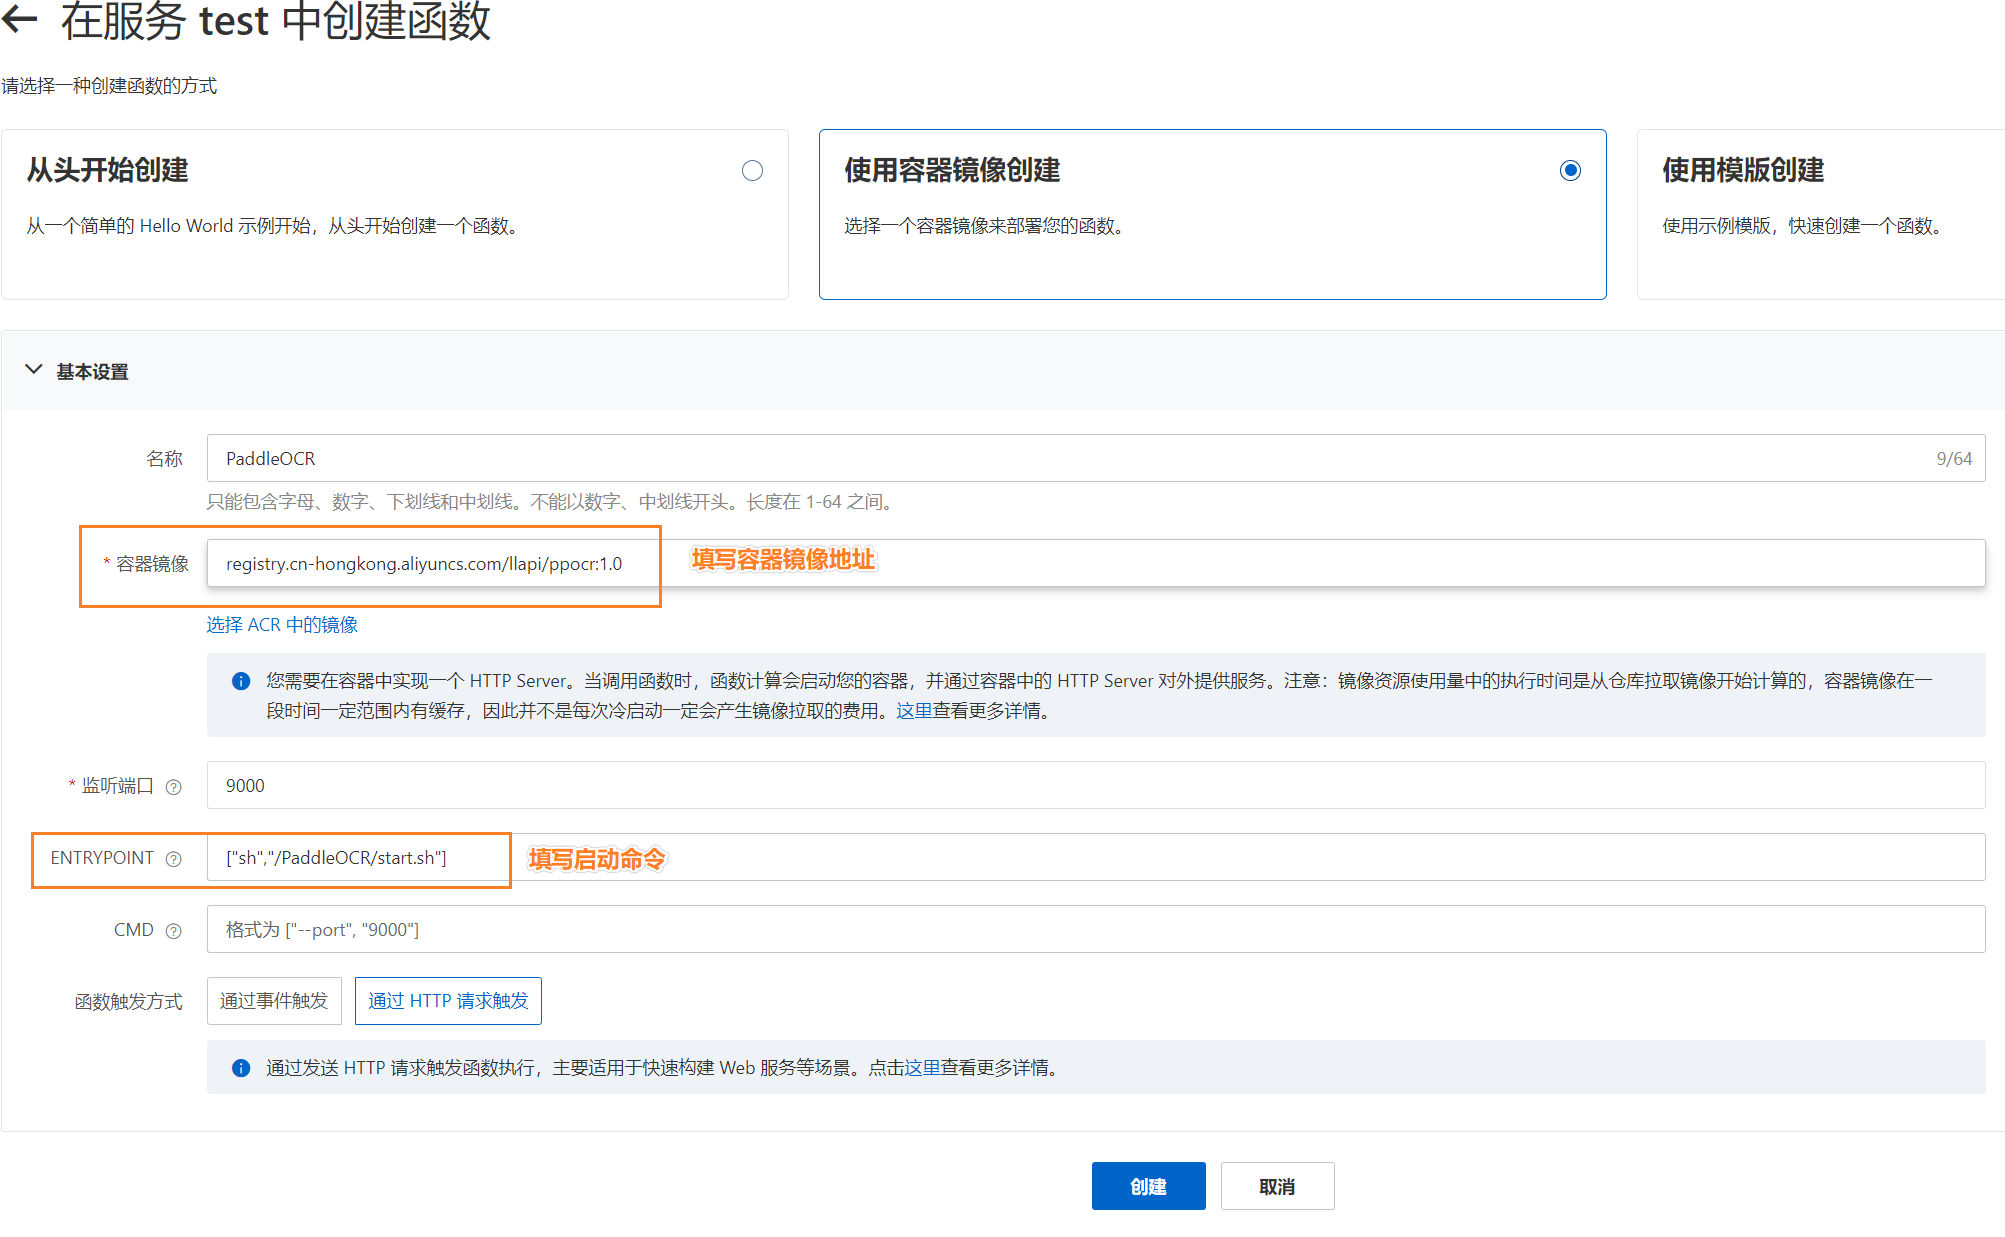 在服务 test 中创建函数
请选择一种创建函数的方式
从头开始创建
从一个简单的 Hello World 示例开始，从头开始创建一个函数。
使用容器镜像创建
选择一个容器镜像来部署您的函数。
使用模版创建
使用示例模版，快速创建一个函数。
基本设置
名称
PaddleOCR
9/64
只能包含字母、数字、下划线和中划线。不能以数字、中划线开头。长度在 1-64 之间。
* 容器镜像
registry.cn-hongkong.aliyuncs.com/llapi/ppocr:1.0
填写容器镜像地址
选择 ACR 中的镜像
您需要在容器中实现一个 HTTP Server。当调用函数时，函数计算会启动您的容器，并通过容器中的 HTTP Server 对外提供服务。注意：镜像资源使用量中的执行时间是从仓库拉取镜像开始计算的，容器镜像在一
段时间一定范围内有缓存，因此并不是每次冷启动一定会产生镜像拉取的费用。这里查看更多详情。
* 监听端口
9000
ENTRYPOINT
["sh","/PaddleOCR/start.sh"]
填写启动命令
CMD
格式为 ["--port", "9000"]
函数触发方式
通过事件触发
通过 HTTP 请求触发
通过发送 HTTP 请求触发函数执行，主要适用于快速构建 Web 服务等场景。点击这里查看更多详情。
创建
取消